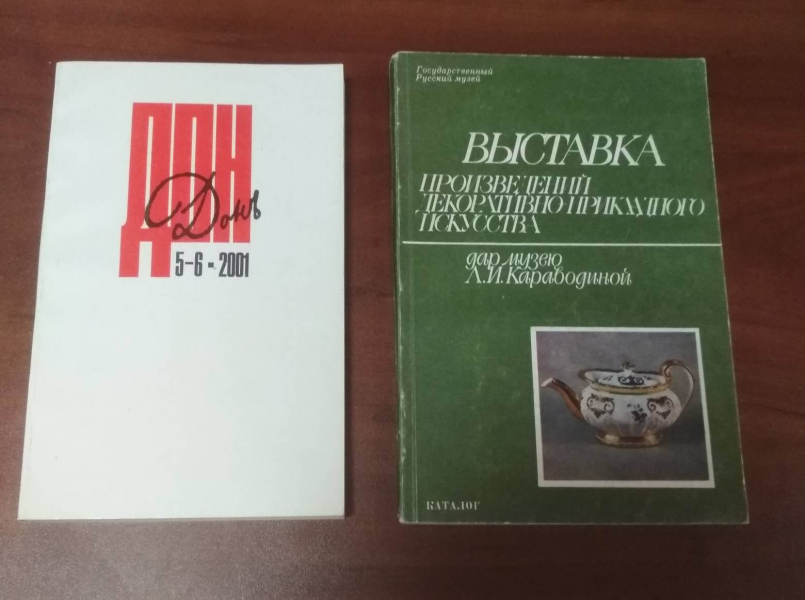 ДОН
Донъ
5-6 • 2001
Государственный
Русский музей
ВЫСТАВКА
ПРОИЗВЕДЕНИЙ
ДЕКОРАТИВНО-ПРИКЛАДНОГО
ИСКУССТВА
дар музею
Л.И.Караводиной
КАТАЛОГ